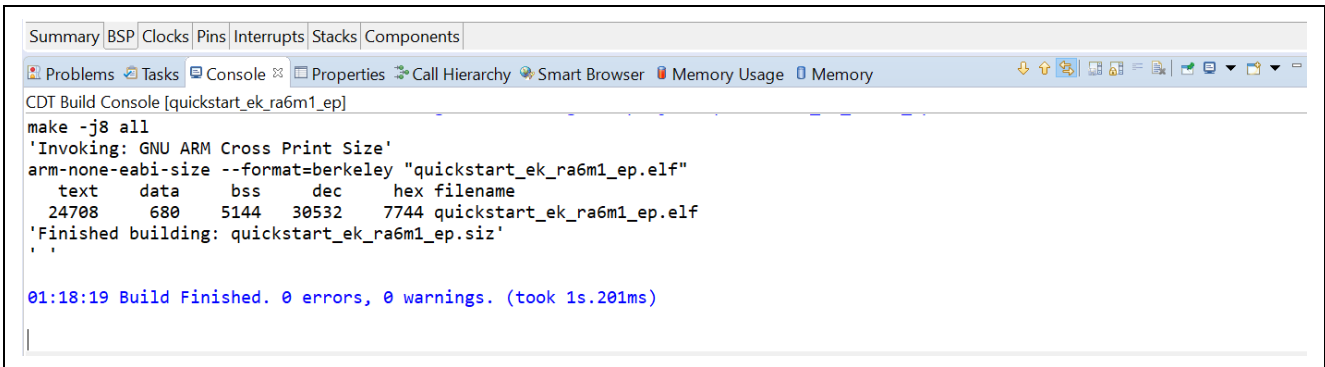 Summary BSP Clocks Pins Interrupts Stacks Components
Problems Tasks Console Properties Call Hierarchy Smart Browser Memory Usage Memory
CDT Build Console [quickstart_ek_ra6m1_ep]
make -j8 all
'Invoking: GNU ARM Cross Print Size'
arm-none-eabi-size --format=berkeley "quickstart_ek_ra6m1_ep.elf"
   text    data     bss     dec     hex filename
  24708     680    5144   30532    7744 quickstart_ek_ra6m1_ep.elf
'Finished building: quickstart_ek_ra6m1_ep.siz'
' '
01:18:19 Build Finished. 0 errors, 0 warnings. (took 1s.201ms)